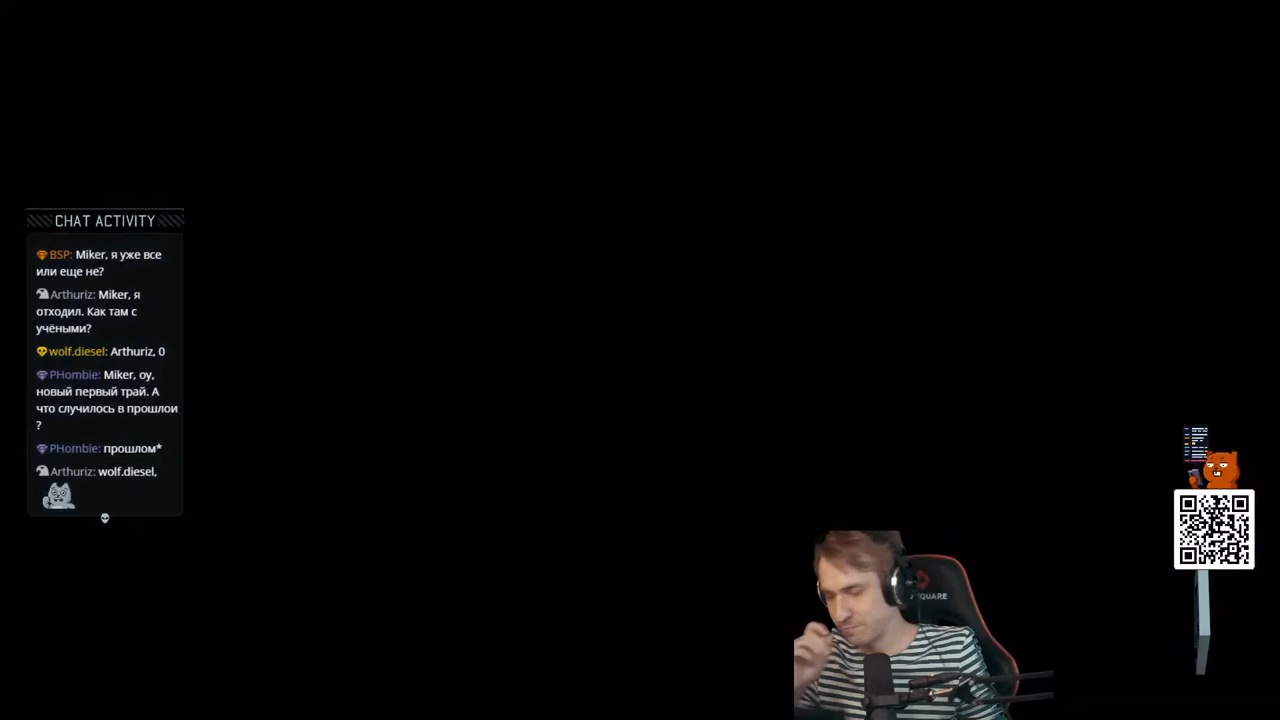 CHAT ACTIVITY
BSP: Miker, я уже все
или еще не?
Arthuriz: Miker, я
отходил. Как там с
учёными?
wolf.diesel: Arthuriz, 0
PHombie: Miker, оу,
новый первый трай. А
что случилось в прошлои
?
PHombie: прошлом*
Arthuriz: wolf.diesel,
QUARE